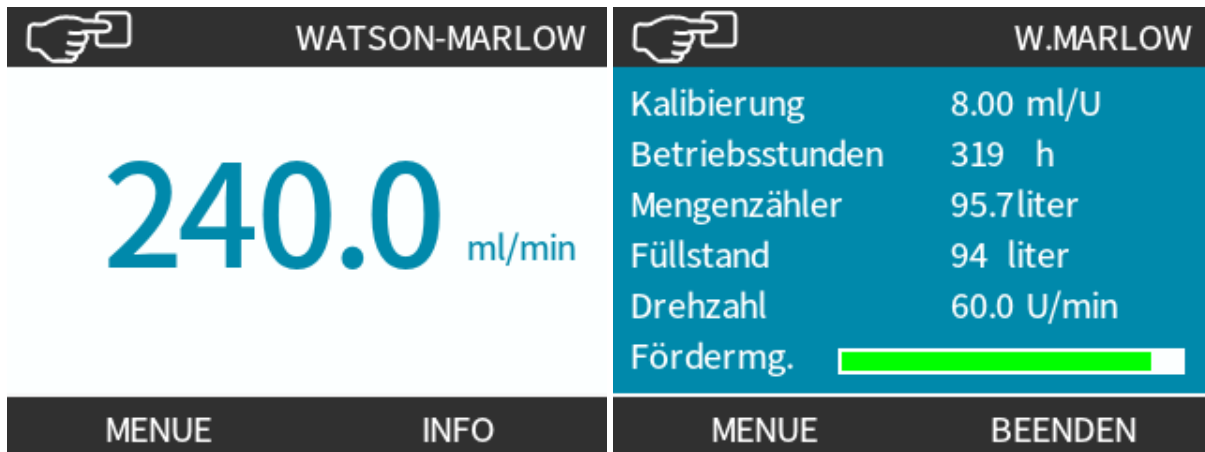 WATSON-MARLOW
240.0 ml/min
MENUE INFO
W.MARLOW
Kalibierung 8.00 ml/U
Betriebsstunden 319 h
Mengenzähler 95.7liter
Füllstand 94 liter
Drehzahl 60.0 U/min
Fördermg.
MENUE BEENDEN